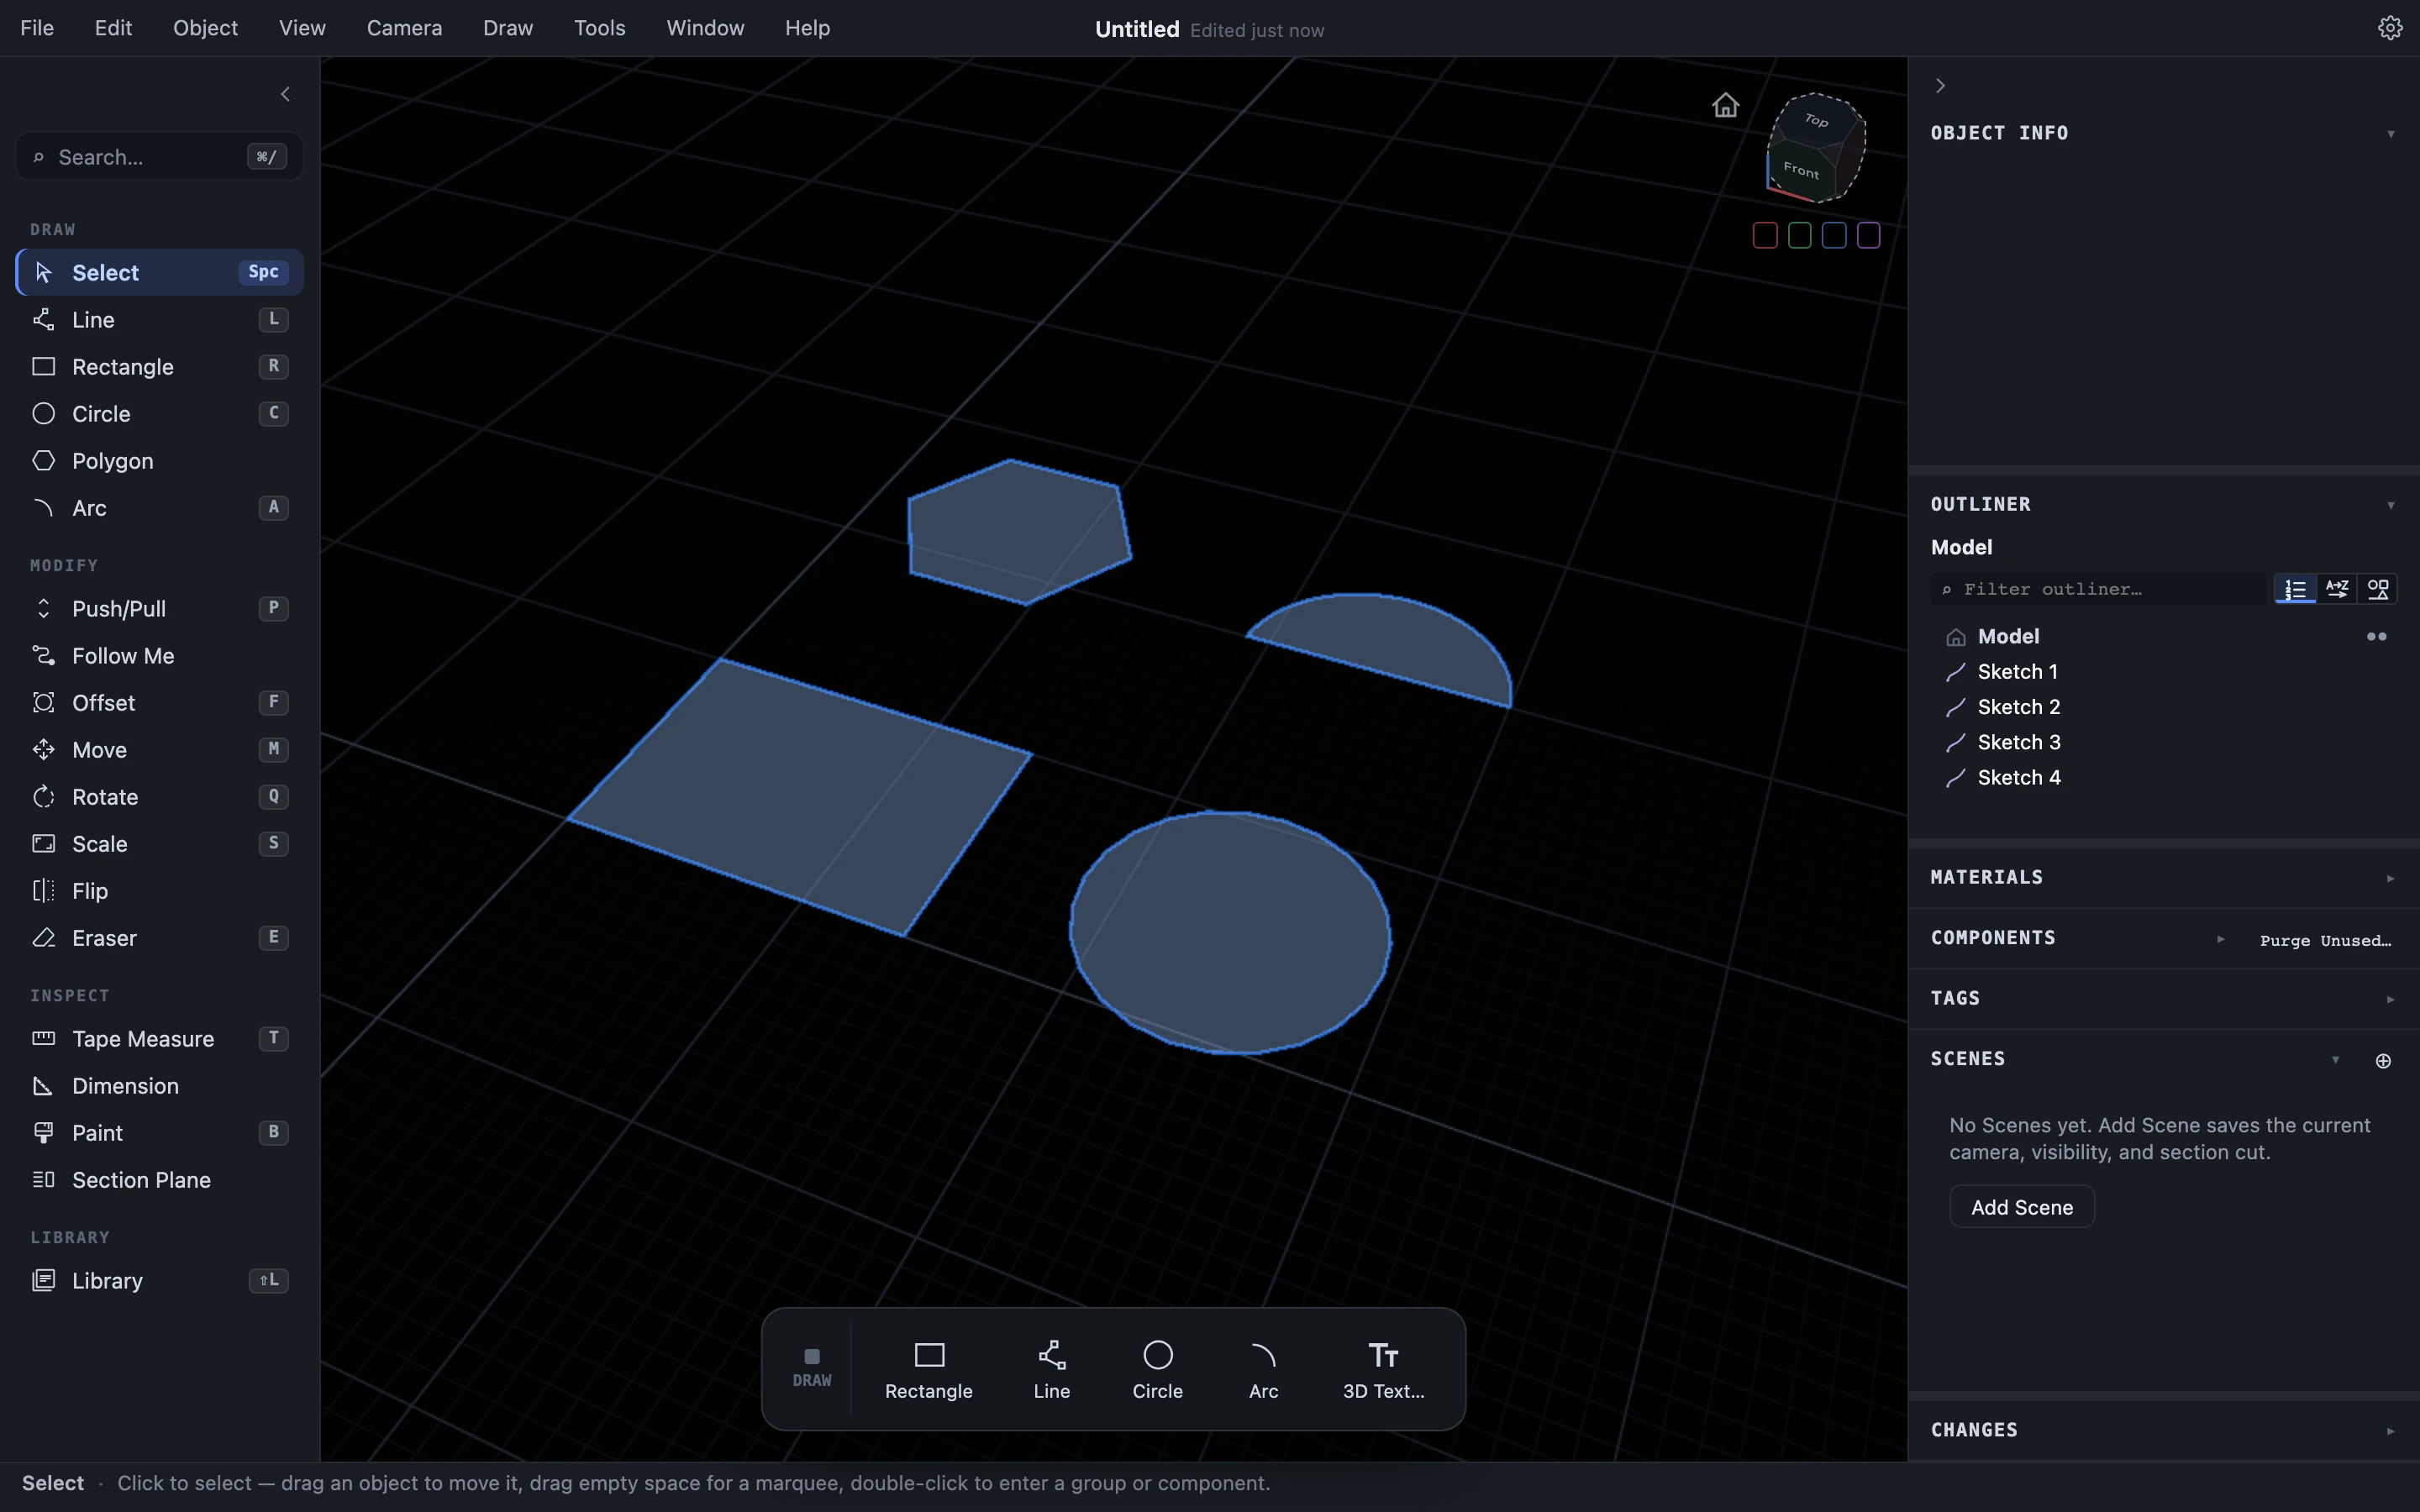 File Edit Object View Camera Draw Tools Window Help
Untitled Edited just now
Search... ⌘/
DRAW
Select Spc
Line L
Rectangle R
Circle C
Polygon
Arc A
MODIFY
Push/Pull P
Follow Me
Offset F
Move M
Rotate Q
Scale S
Flip
Eraser E
INSPECT
Tape Measure T
Dimension
Paint B
Section Plane
LIBRARY
Library ⇧L
Top
Front
DRAW
Rectangle
Line
Circle
Arc
3D Text...
OBJECT INFO
OUTLINER
Model
Filter outliner…
A→Z
Model
Sketch 1
Sketch 2
Sketch 3
Sketch 4
MATERIALS
COMPONENTS Purge Unused…
TAGS
SCENES
No Scenes yet. Add Scene saves the current
camera, visibility, and section cut.
Add Scene
CHANGES
Select · Click to select — drag an object to move it, drag empty space for a marquee, double-click to enter a group or component.